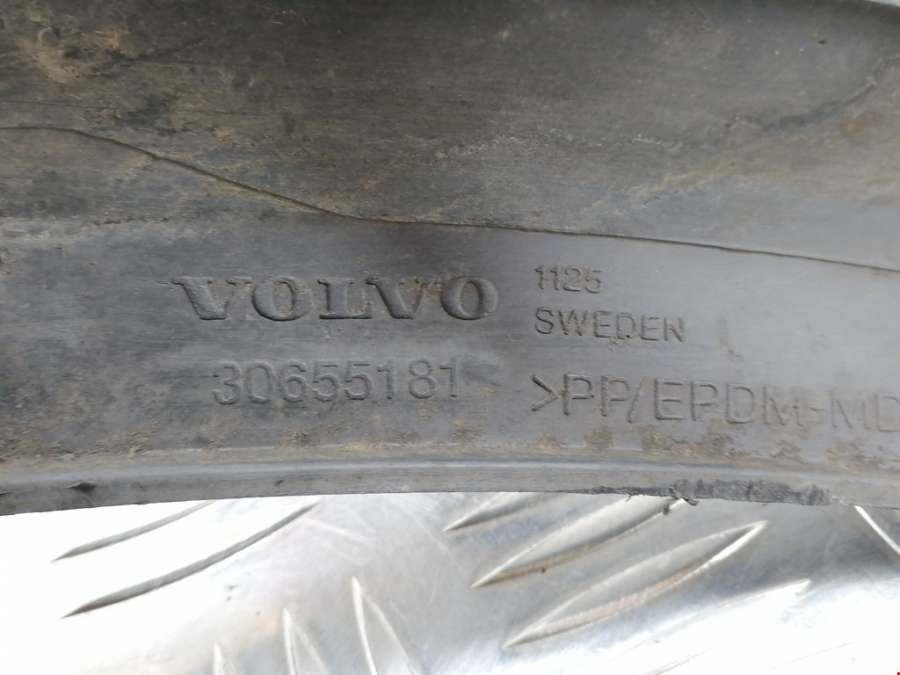 VOLVO
1125
SWEDEN
30655181
>PP/EPDM-MD